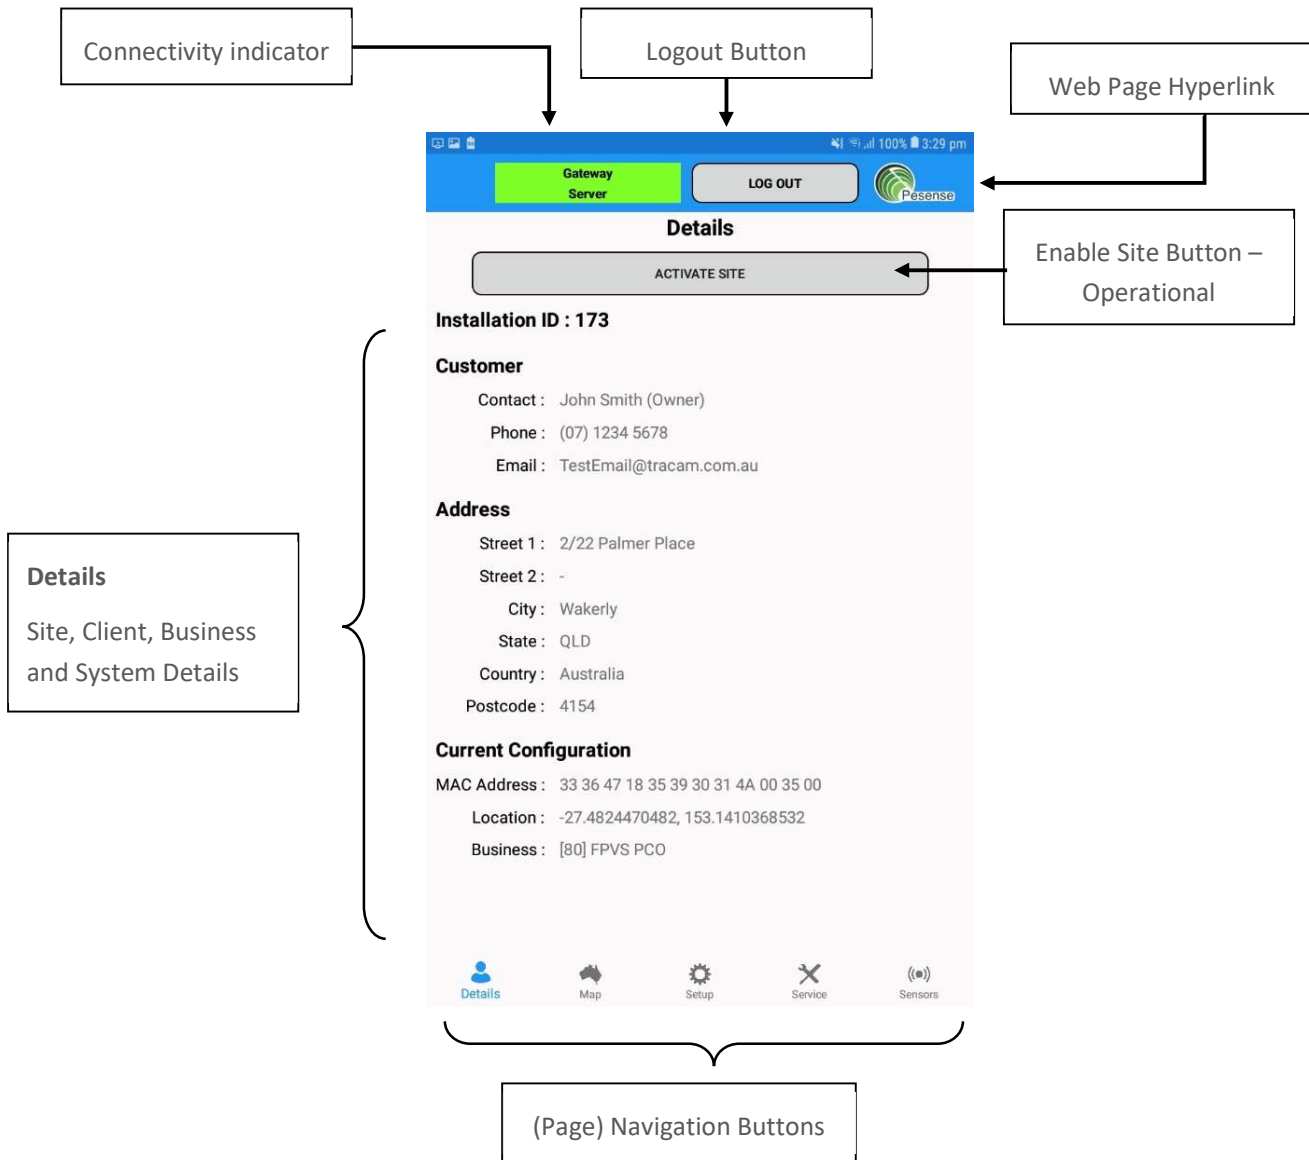 Connectivity indicator
Logout Button
Web Page Hyperlink
100% 3:29 pm
Gateway
Server
LOG OUT
Pesense
Details
ACTIVATE SITE
Enable Site Button –
Operational
Installation ID : 173
Customer
Contact : John Smith (Owner)
Phone : (07) 1234 5678
Email : TestEmail@tracam.com.au
Address
Street 1 : 2/22 Palmer Place
Street 2 : -
City : Wakerly
State : QLD
Country : Australia
Postcode : 4154
Current Configuration
MAC Address : 33 36 47 18 35 39 30 31 4A 00 35 00
Location : -27.4824470482, 153.1410368532
Business : [80] FPVS PCO
Details
Site, Client, Business
and System Details
Details
Map
Setup
Service
Sensors
(Page) Navigation Buttons